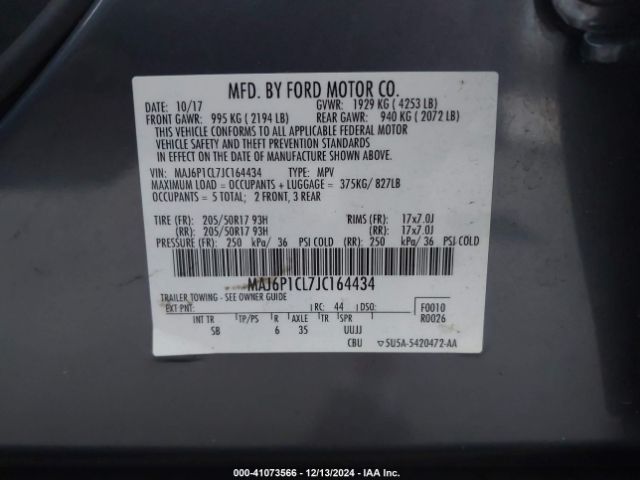 MFD. BY FORD MOTOR CO.
DATE: 10/17 GVWR: 1929 KG ( 4253 LB)
FRONT GAWR: 995 KG ( 2194 LB) REAR GAWR: 940 KG ( 2072 LB)
THIS VEHICLE CONFORMS TO ALL APPLICABLE FEDERAL MOTOR
VEHICLE SAFETY AND THEFT PREVENTION STANDARDS
IN EFFECT ON THE DATE OF MANUFACTURE SHOWN ABOVE.
VIN: MAJ6P1CL7JC164434 TYPE: MPV
MAXIMUM LOAD = OCCUPANTS + LUGGAGE = 375KG/ 827LB
OCCUPANTS = 5 TOTAL; 2 FRONT, 3 REAR
TIRE (FR): 205/50R17 93H RIMS (FR): 17x7.0J
(RR): 205/50R17 93H (RR): 17x7.0J
PRESSURE (FR): 250 kPa/ 36 PSI COLD (RR): 250 kPa/ 36 PSI COLD
MAJ6P1CL7JC164434
TRAILER TOWING - SEE OWNER GUIDE
EXT PNT: RC: 44 DSO: F0010
R0026
INT TR TP/PS R AXLE TR SPR
5B 6 35 UUJJ
CBU ▽SU5A-5420472-AA
00-41073566 - 12/13/2024 - IAA